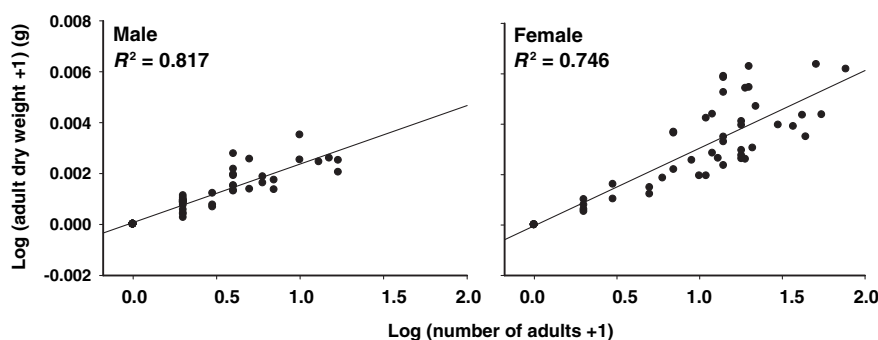 Male
R² = 0.817
Female
R² = 0.746
Log (adult dry weight +1) (g)
0.008
0.006
0.004
0.002
0.000
-0.002
0.0 0.5 1.0 1.5 2.0
0.0 0.5 1.0 1.5 2.0
Log (number of adults +1)